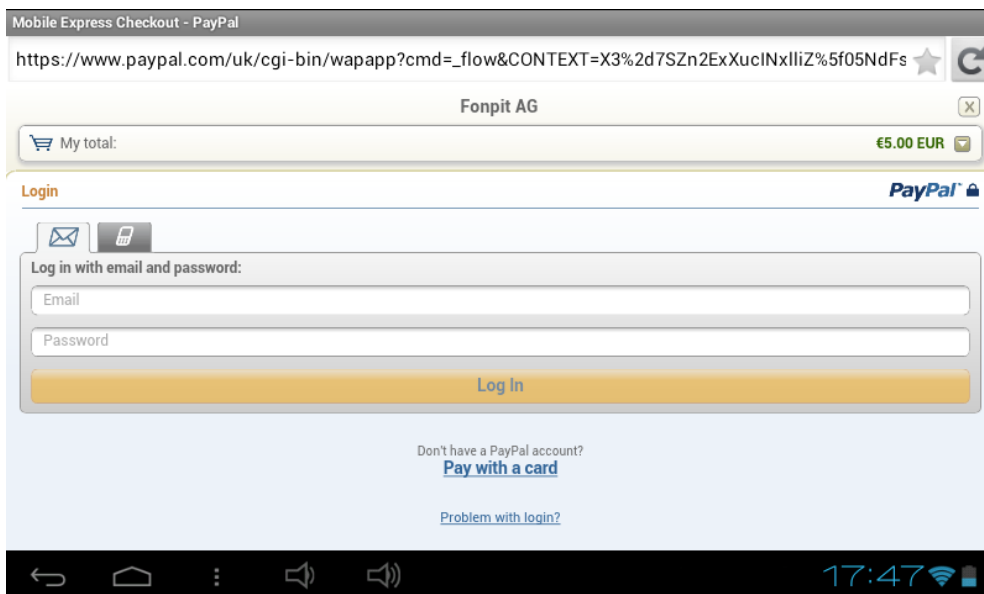 Mobile Express Checkout - PayPal
https://www.paypal.com/uk/cgi-bin/wapapp?cmd=_flow&CONTEXT=X3%2d7SZn2ExXucINxlliZ%5f05NdFs
Fonpit AG
My total: €5.00 EUR
Login PayPal™
Log in with email and password:
Email
Password
Log In
Don't have a PayPal account?
Pay with a card
Problem with login?
17:47